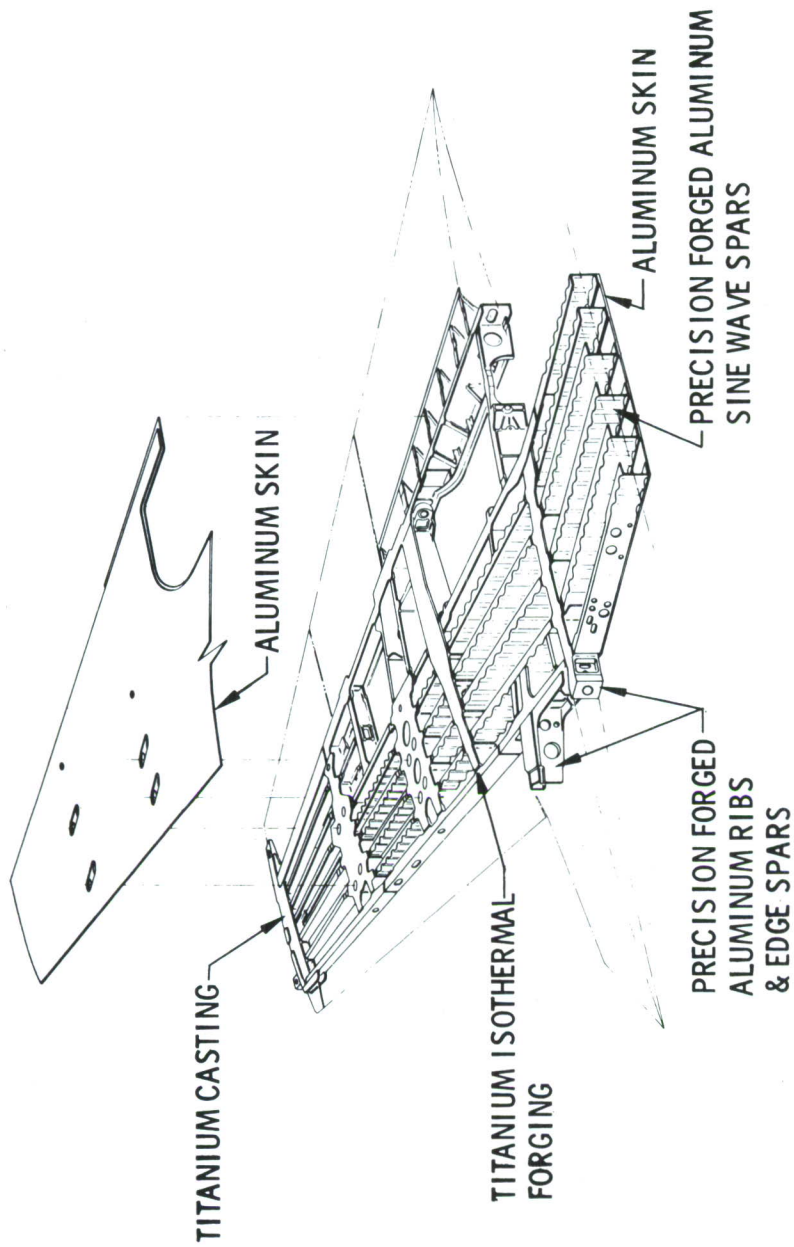 ALUMINUM SKIN
TITANIUM CASTING
ALUMINUM SKIN
PRECISION FORGED ALUMINUM
SINE WAVE SPARS
TITANIUM ISOTHERMAL
FORGING
PRECISION FORGED
ALUMINUM RIBS
& EDGE SPARS